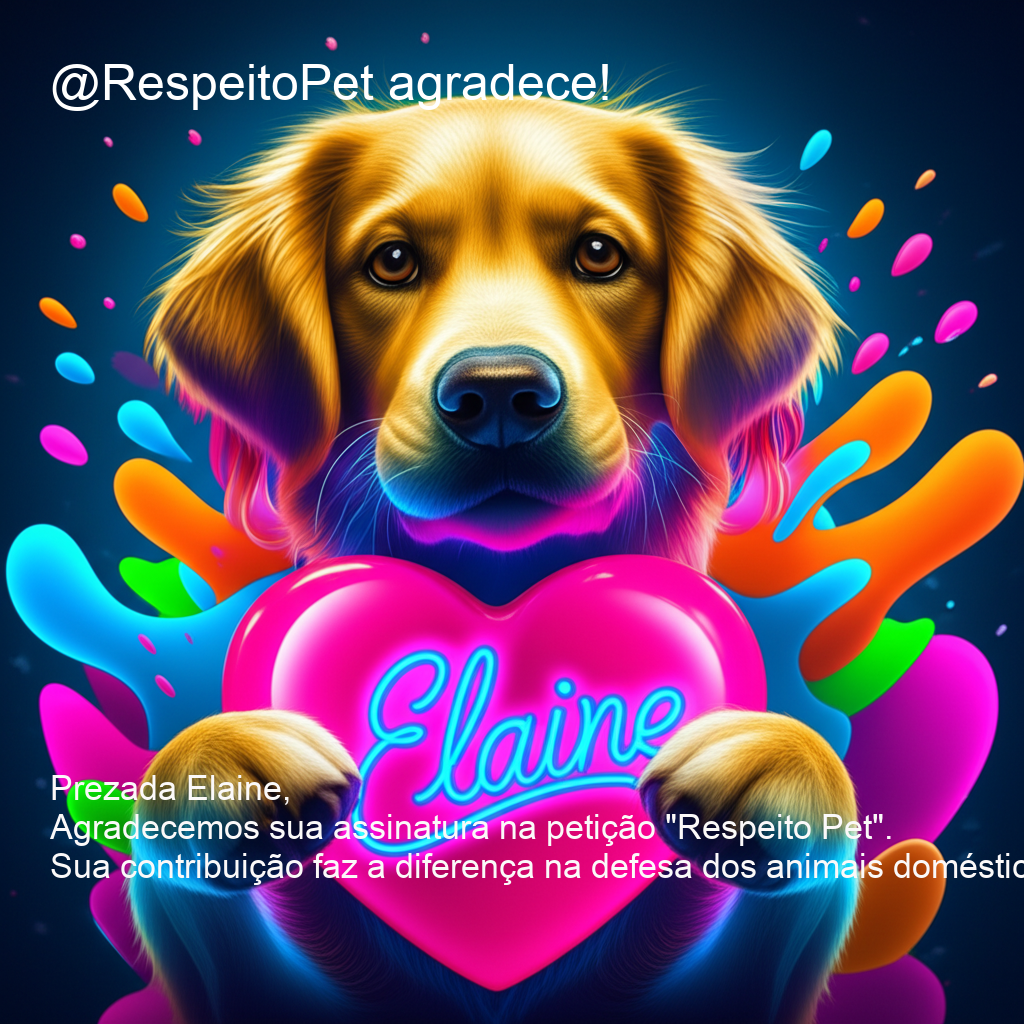 @RespeitoPet agradece!
Elaine
Prezada Elaine,
Agradecemos sua assinatura na petição "Respeito Pet".
Sua contribuição faz a diferença na defesa dos animais doméstic